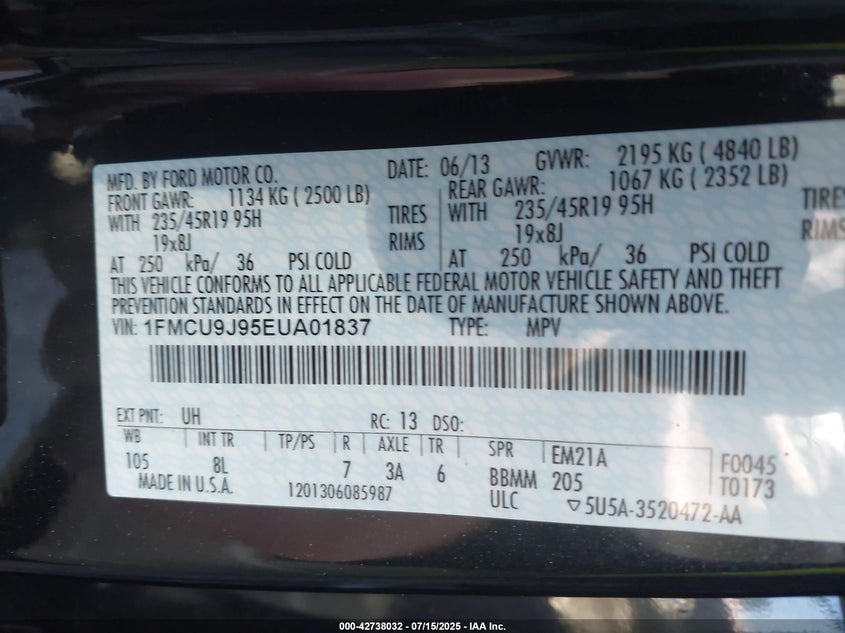 MFD. BY FORD MOTOR CO. DATE: 06/13 GVWR: 2195 KG ( 4840 LB)
FRONT GAWR: 1134 KG ( 2500 LB) REAR GAWR: 1067 KG ( 2352 LB)
WITH 235/45R19 95H TIRES WITH 235/45R19 95H TIRES
19x8J RIMS 19x8J RIMS
AT 250 kPa/ 36 PSI COLD AT 250 kPa/ 36 PSI COLD
THIS VEHICLE CONFORMS TO ALL APPLICABLE FEDERAL MOTOR VEHICLE SAFETY AND THEFT
PREVENTION STANDARDS IN EFFECT ON THE DATE OF MANUFACTURE SHOWN ABOVE.
VIN: 1FMCU9J95EUA01837 TYPE: MPV
EXT PNT: UH RC: 13 DSO:
WB INT TR TP/PS R AXLE TR SPR EM21A F0045
105 8L 7 3A 6 BBMM 205 T0173
MADE IN U.S.A. 1201306085987 ULC ▽5U5A-3520472-AA
000-42738032 - 07/15/2025 - IAA Inc.